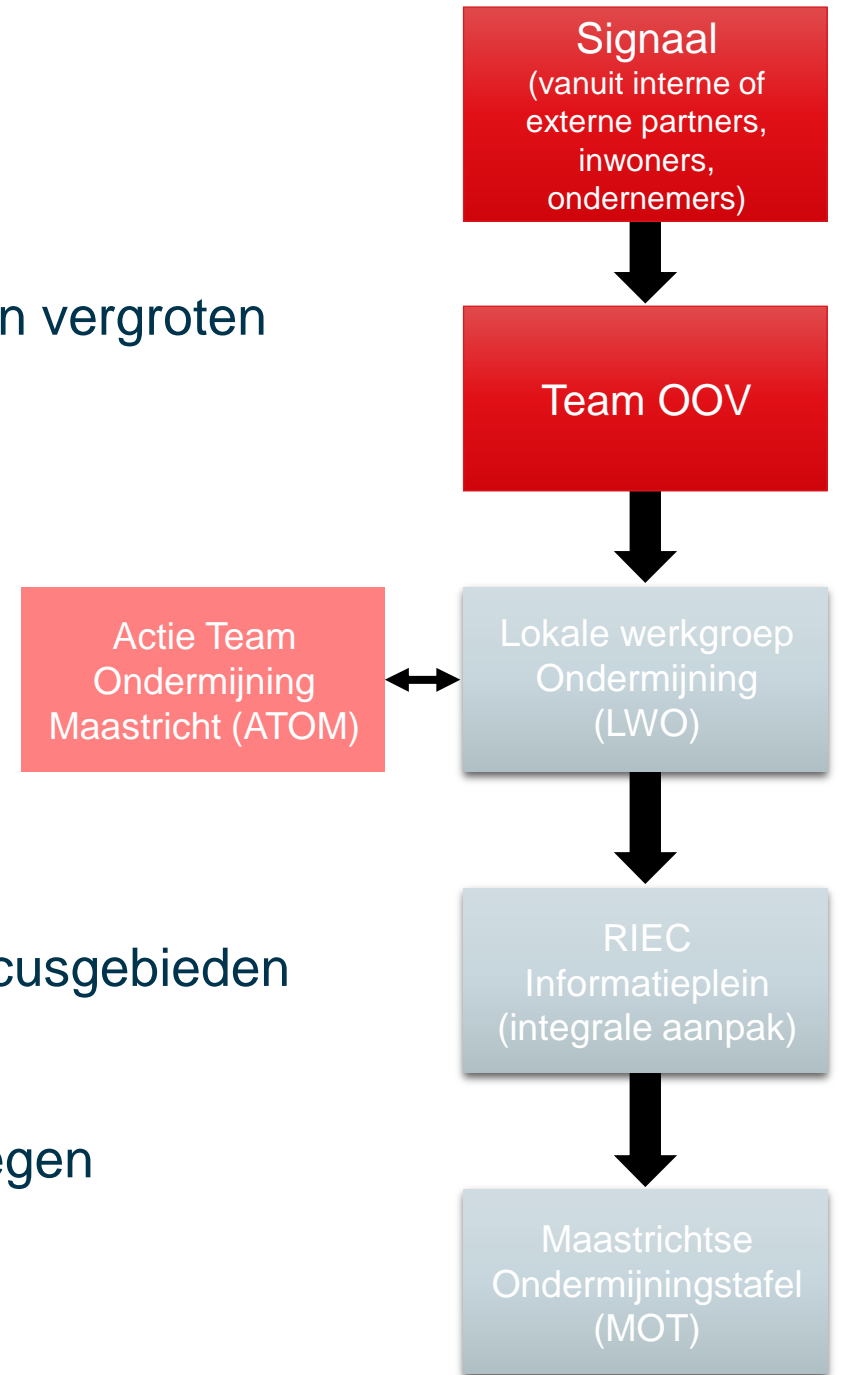 Signaal
(vanuit interne of
externe partners,
inwoners,
ondernemers)
vergroten
Team OOV
Actie Team
Ondermijning
Maastricht (ATOM)
Lokale werkgroep
Ondermijning
(LWO)
RIEC
Informatieplein
(integrale aanpak)
cusgebieden
egen
Maastrichtse
Ondermijningstafel
(MOT)